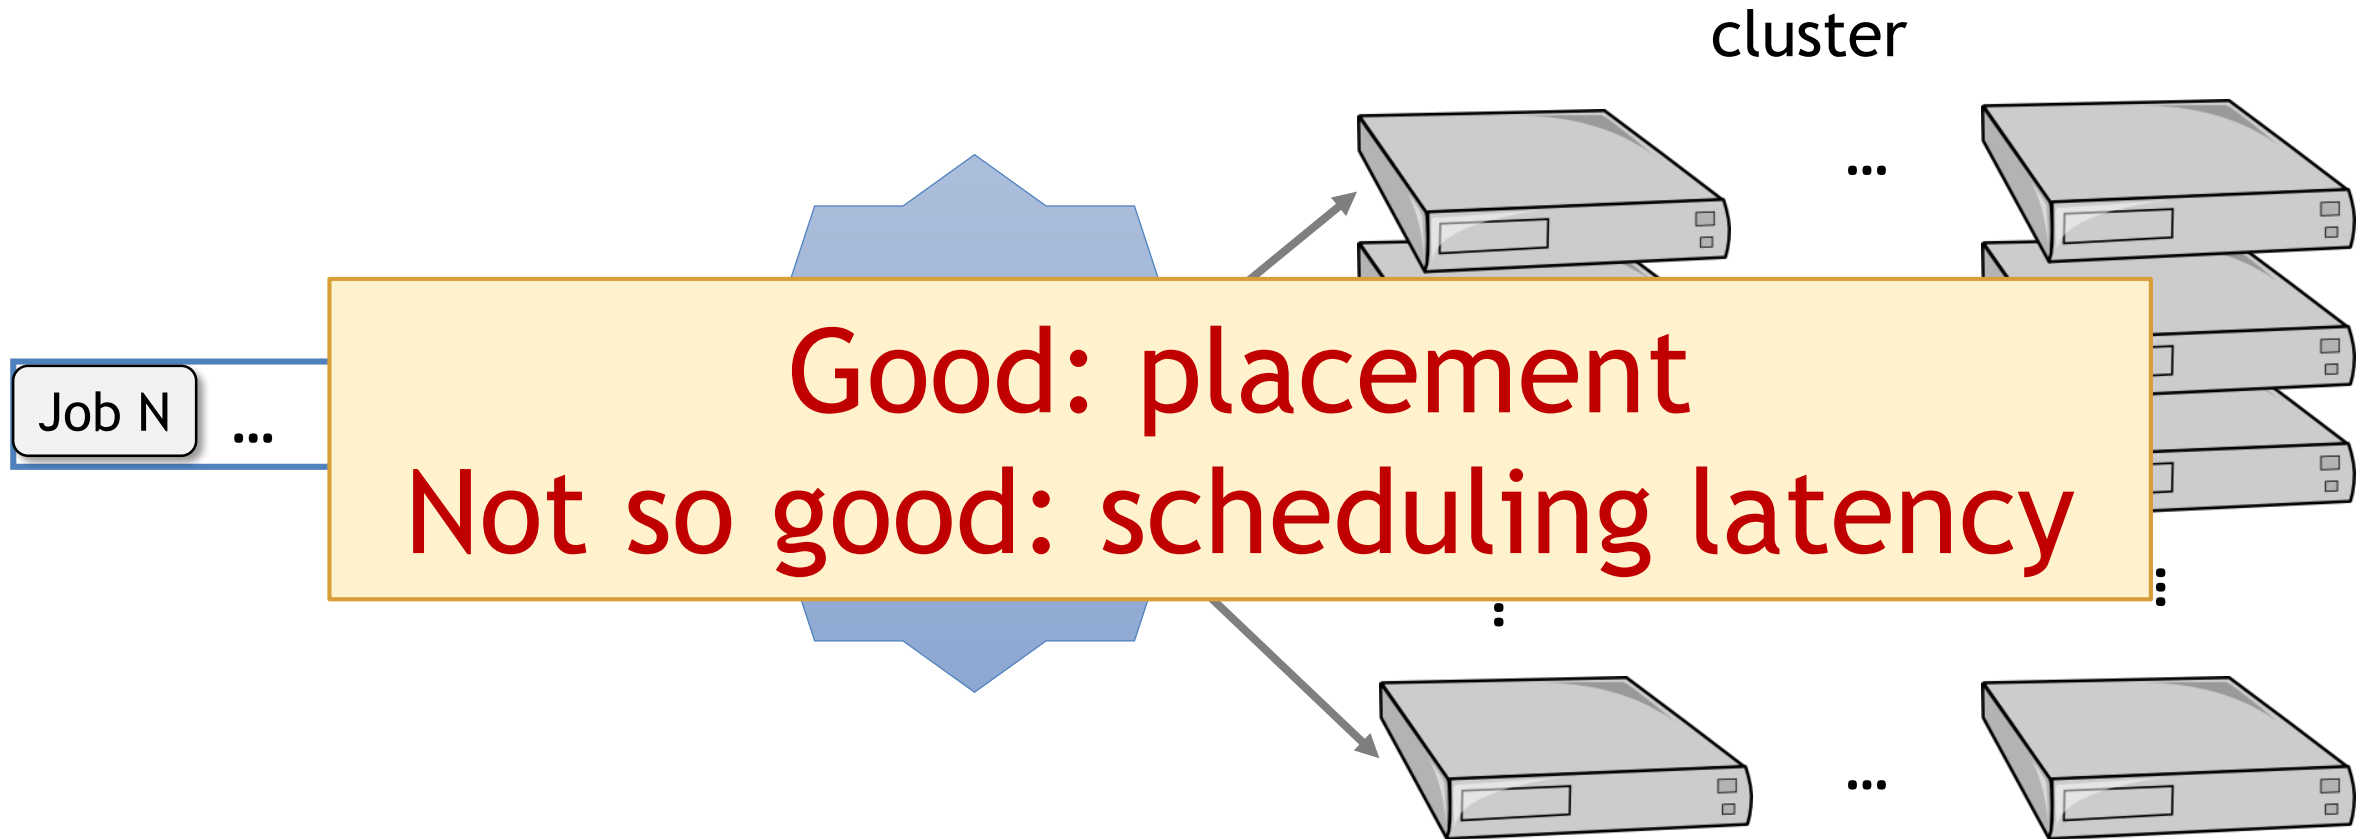 cluster
...
Good: placement
Job N ...
Not so good: scheduling latency
...